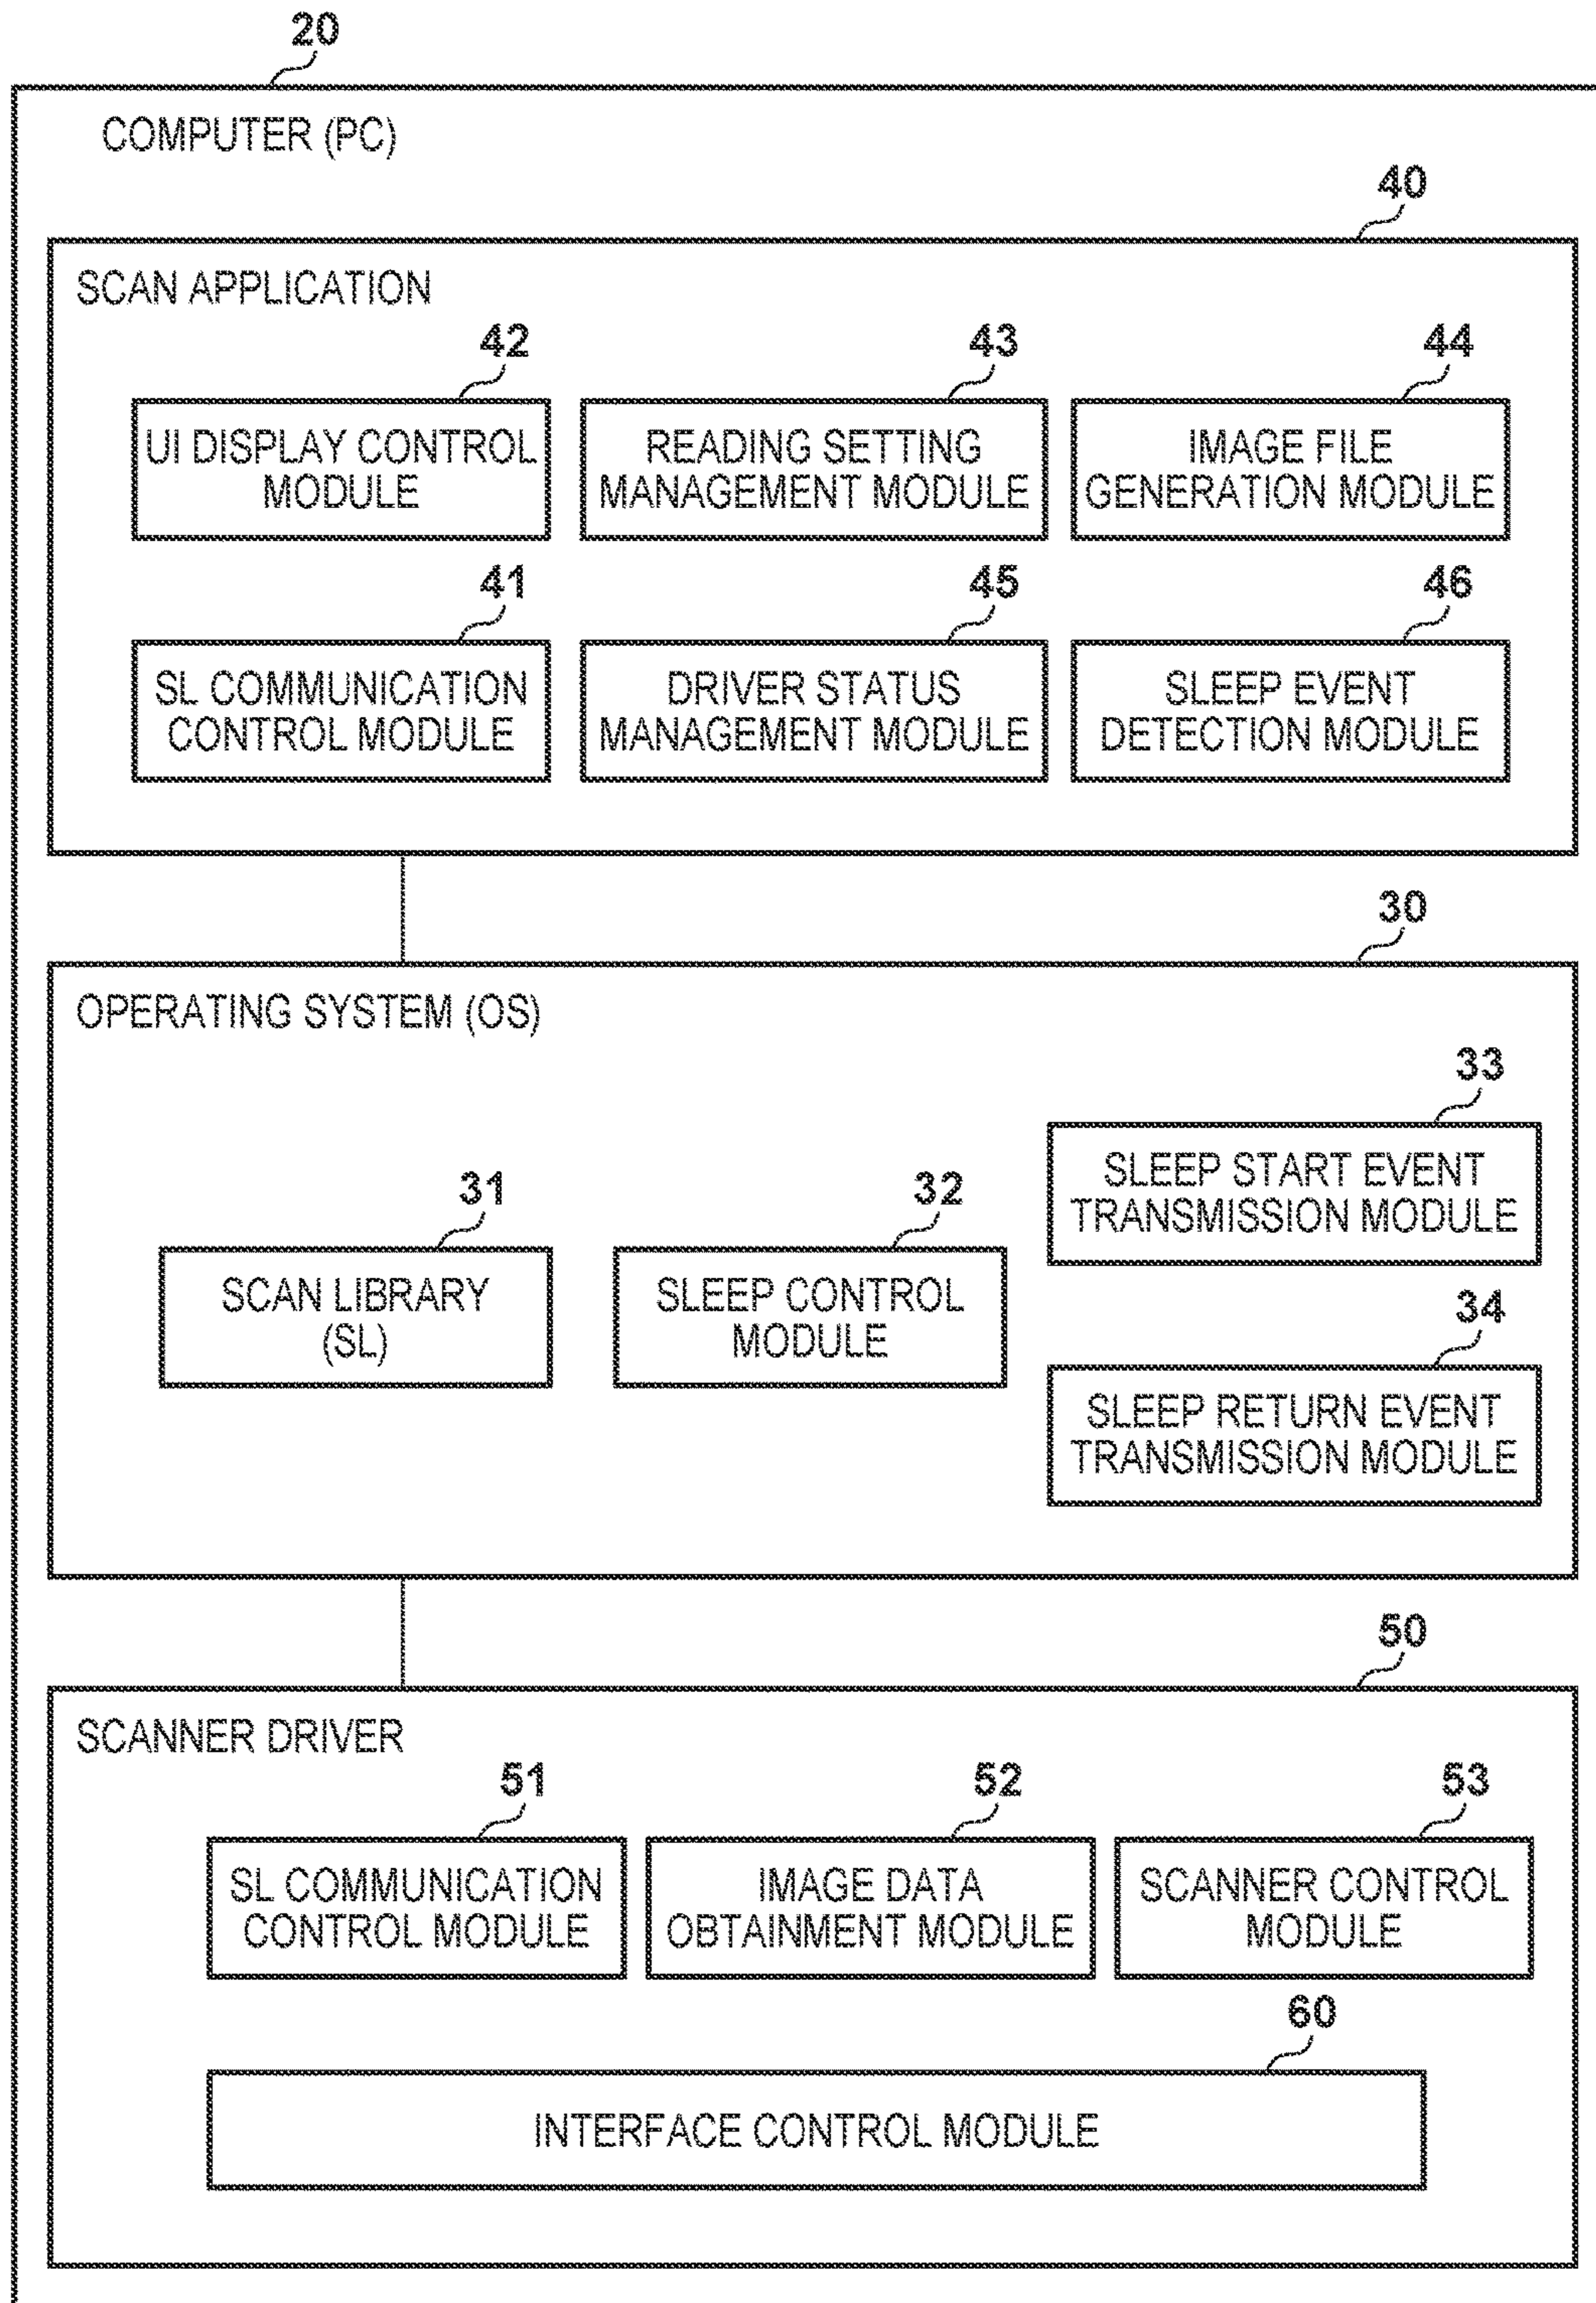 20
COMPUTER (PC)
40
SCAN APPLICATION
42
43
44
UI DISPLAY CONTROL
MODULE
READING SETTING
MANAGEMENT MODULE
IMAGE FILE
GENERATION MODULE
41
45
46
SL COMMUNICATION
CONTROL MODULE
DRIVER STATUS
MANAGEMENT MODULE
SLEEP EVENT
DETECTION MODULE
30
OPERATING SYSTEM (OS)
31
SCAN LIBRARY
(SL)
32
SLEEP CONTROL
MODULE
33
SLEEP START EVENT
TRANSMISSION MODULE
34
SLEEP RETURN EVENT
TRANSMISSION MODULE
50
SCANNER DRIVER
51
52
53
SL COMMUNICATION
CONTROL MODULE
IMAGE DATA
OBTAINMENT MODULE
SCANNER CONTROL
MODULE
60
INTERFACE CONTROL MODULE